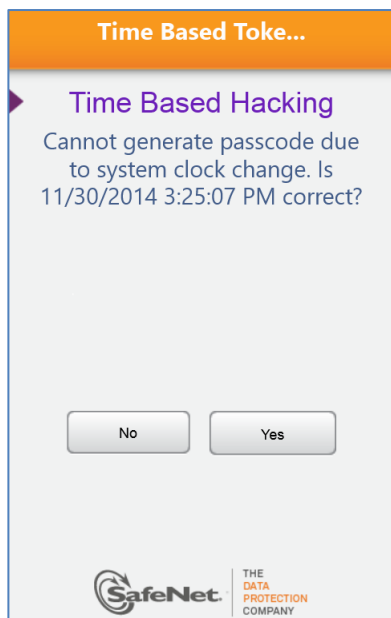 Time Based Toke...
Time Based Hacking
Cannot generate passcode due
to system clock change. Is
11/30/2014 3:25:07 PM correct?
No
Yes
SafeNet.
THE
DATA
PROTECTION
COMPANY